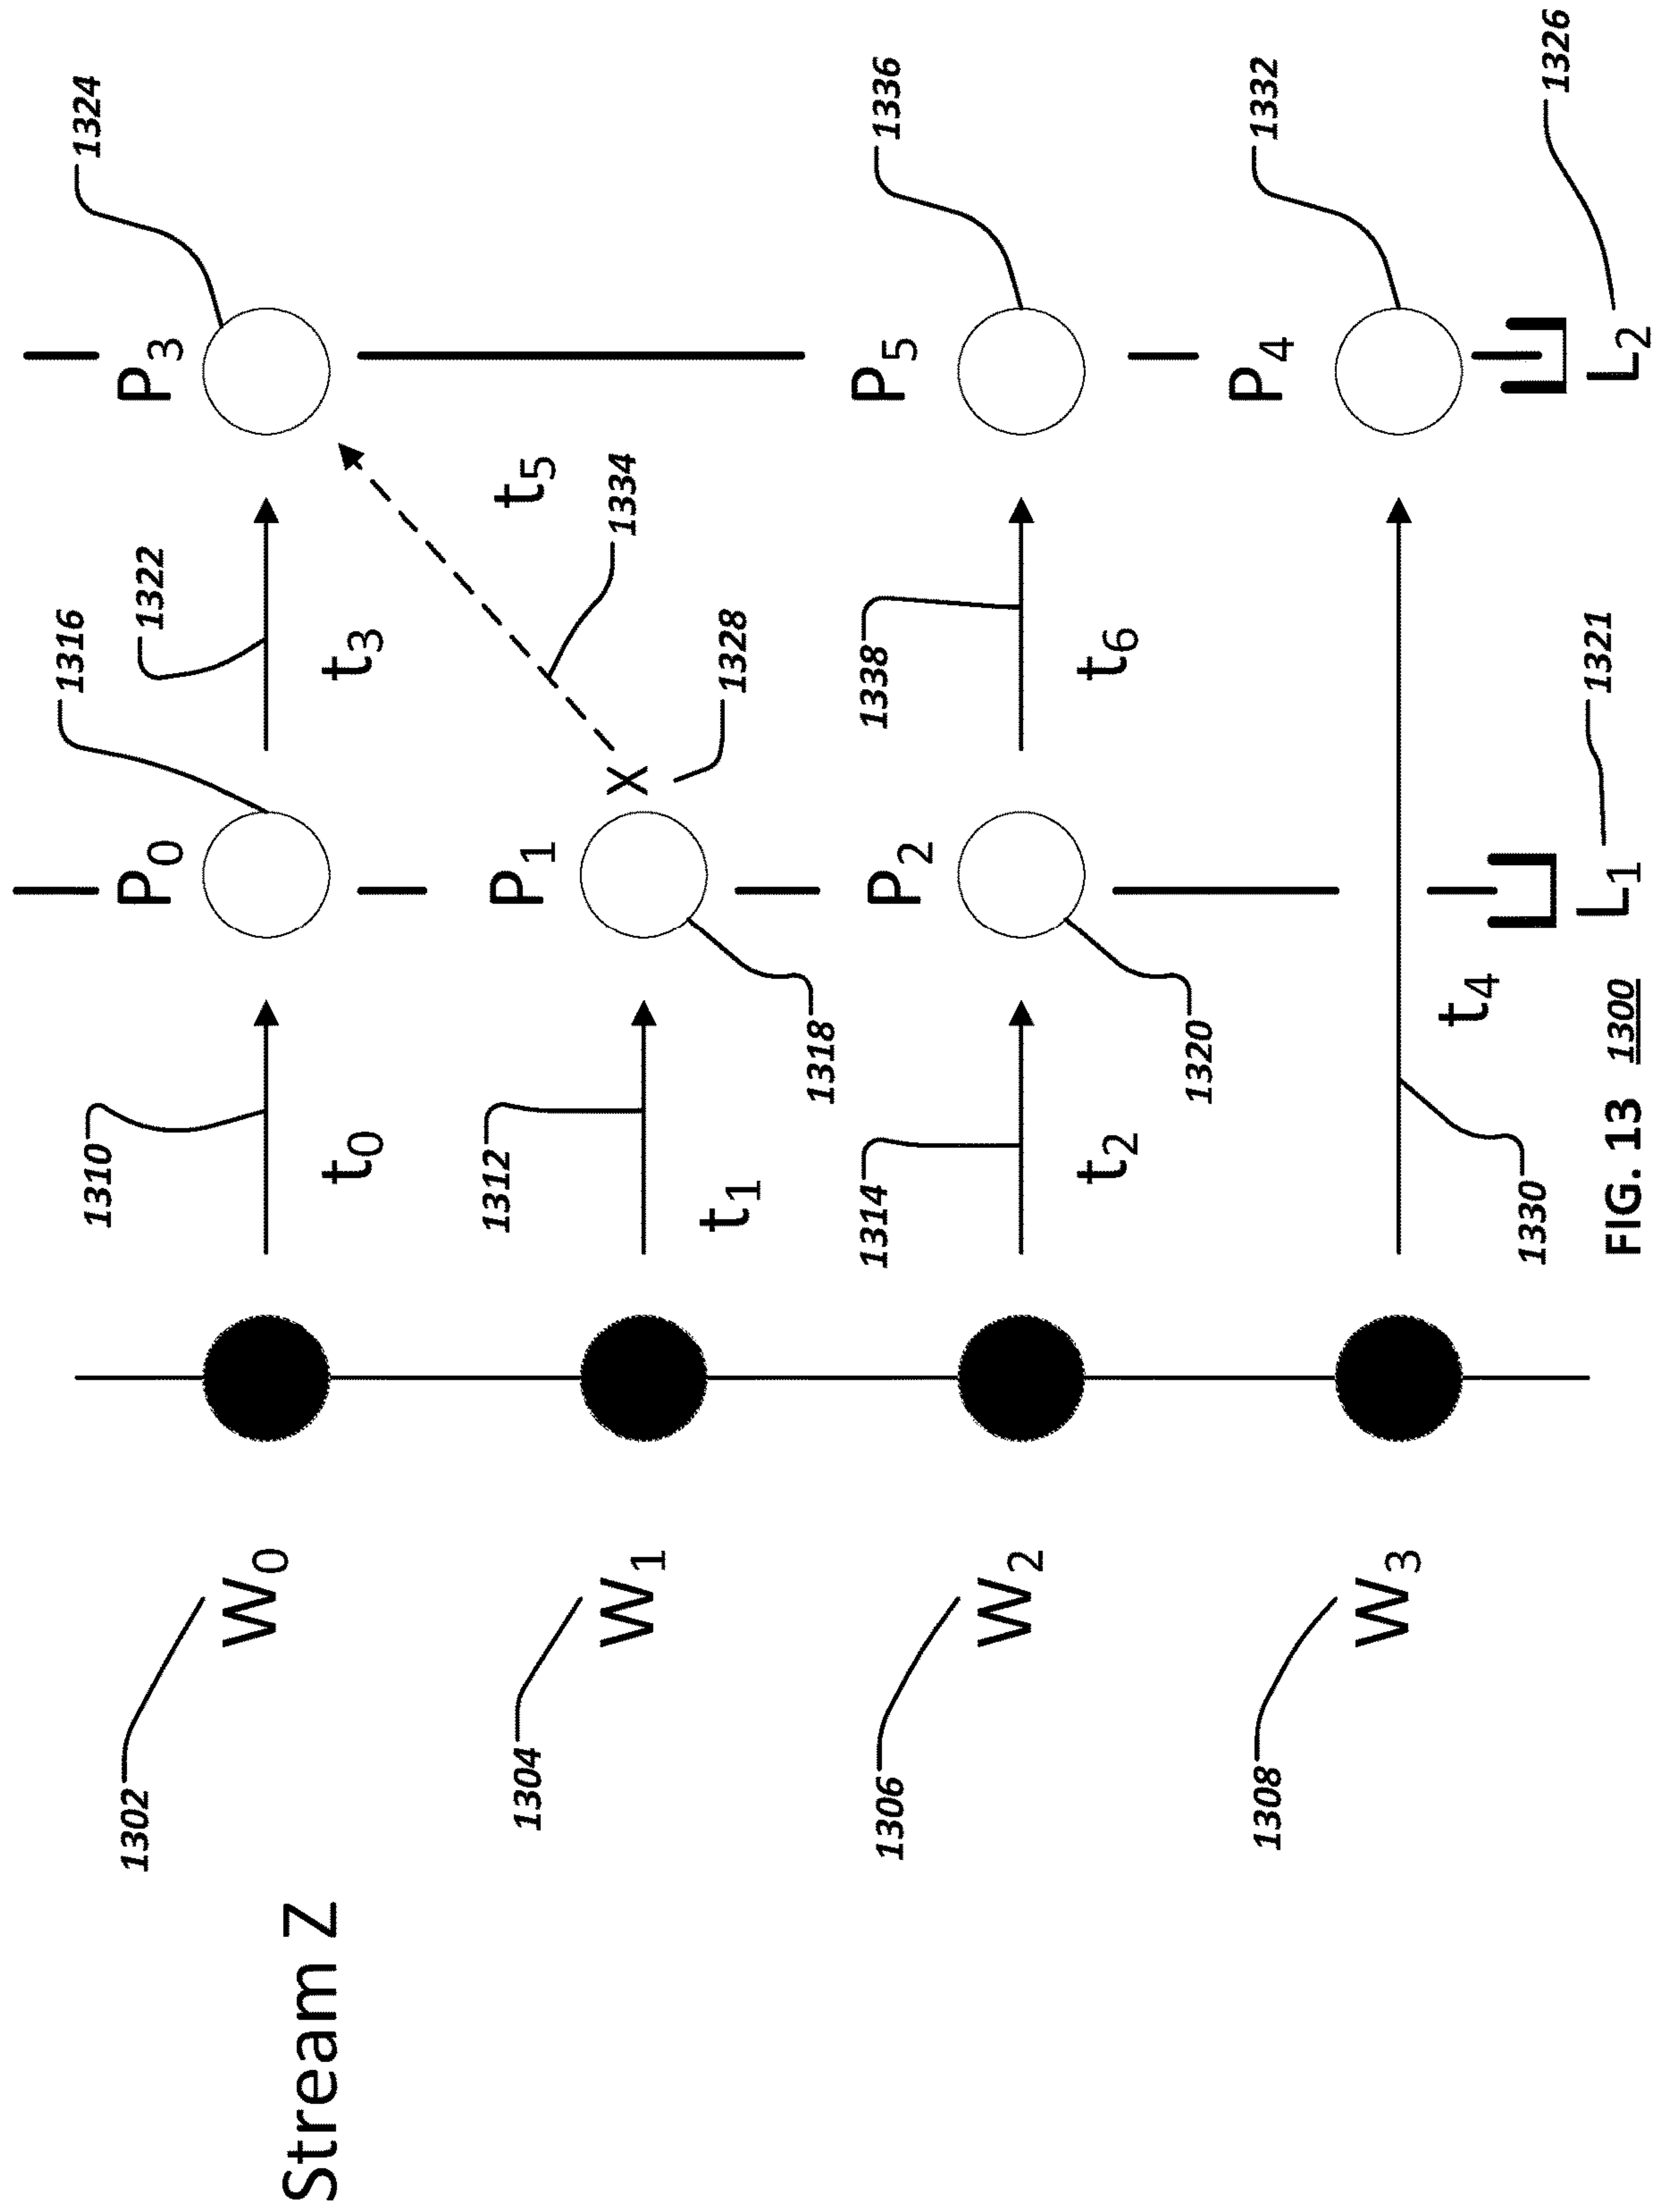 1302
1310
1316
1322
1324
P0
P3
Stream Z
W0
t0
t3
1304
1312
P1
t5
1334
W1
X
t1
1328
1318
1306
1314
P2
1338
P5
1336
W2
t2
t6
1320
1308
P4
1332
W3
t4
1330
1326
FIG. 13 1300
L1
1321
L2